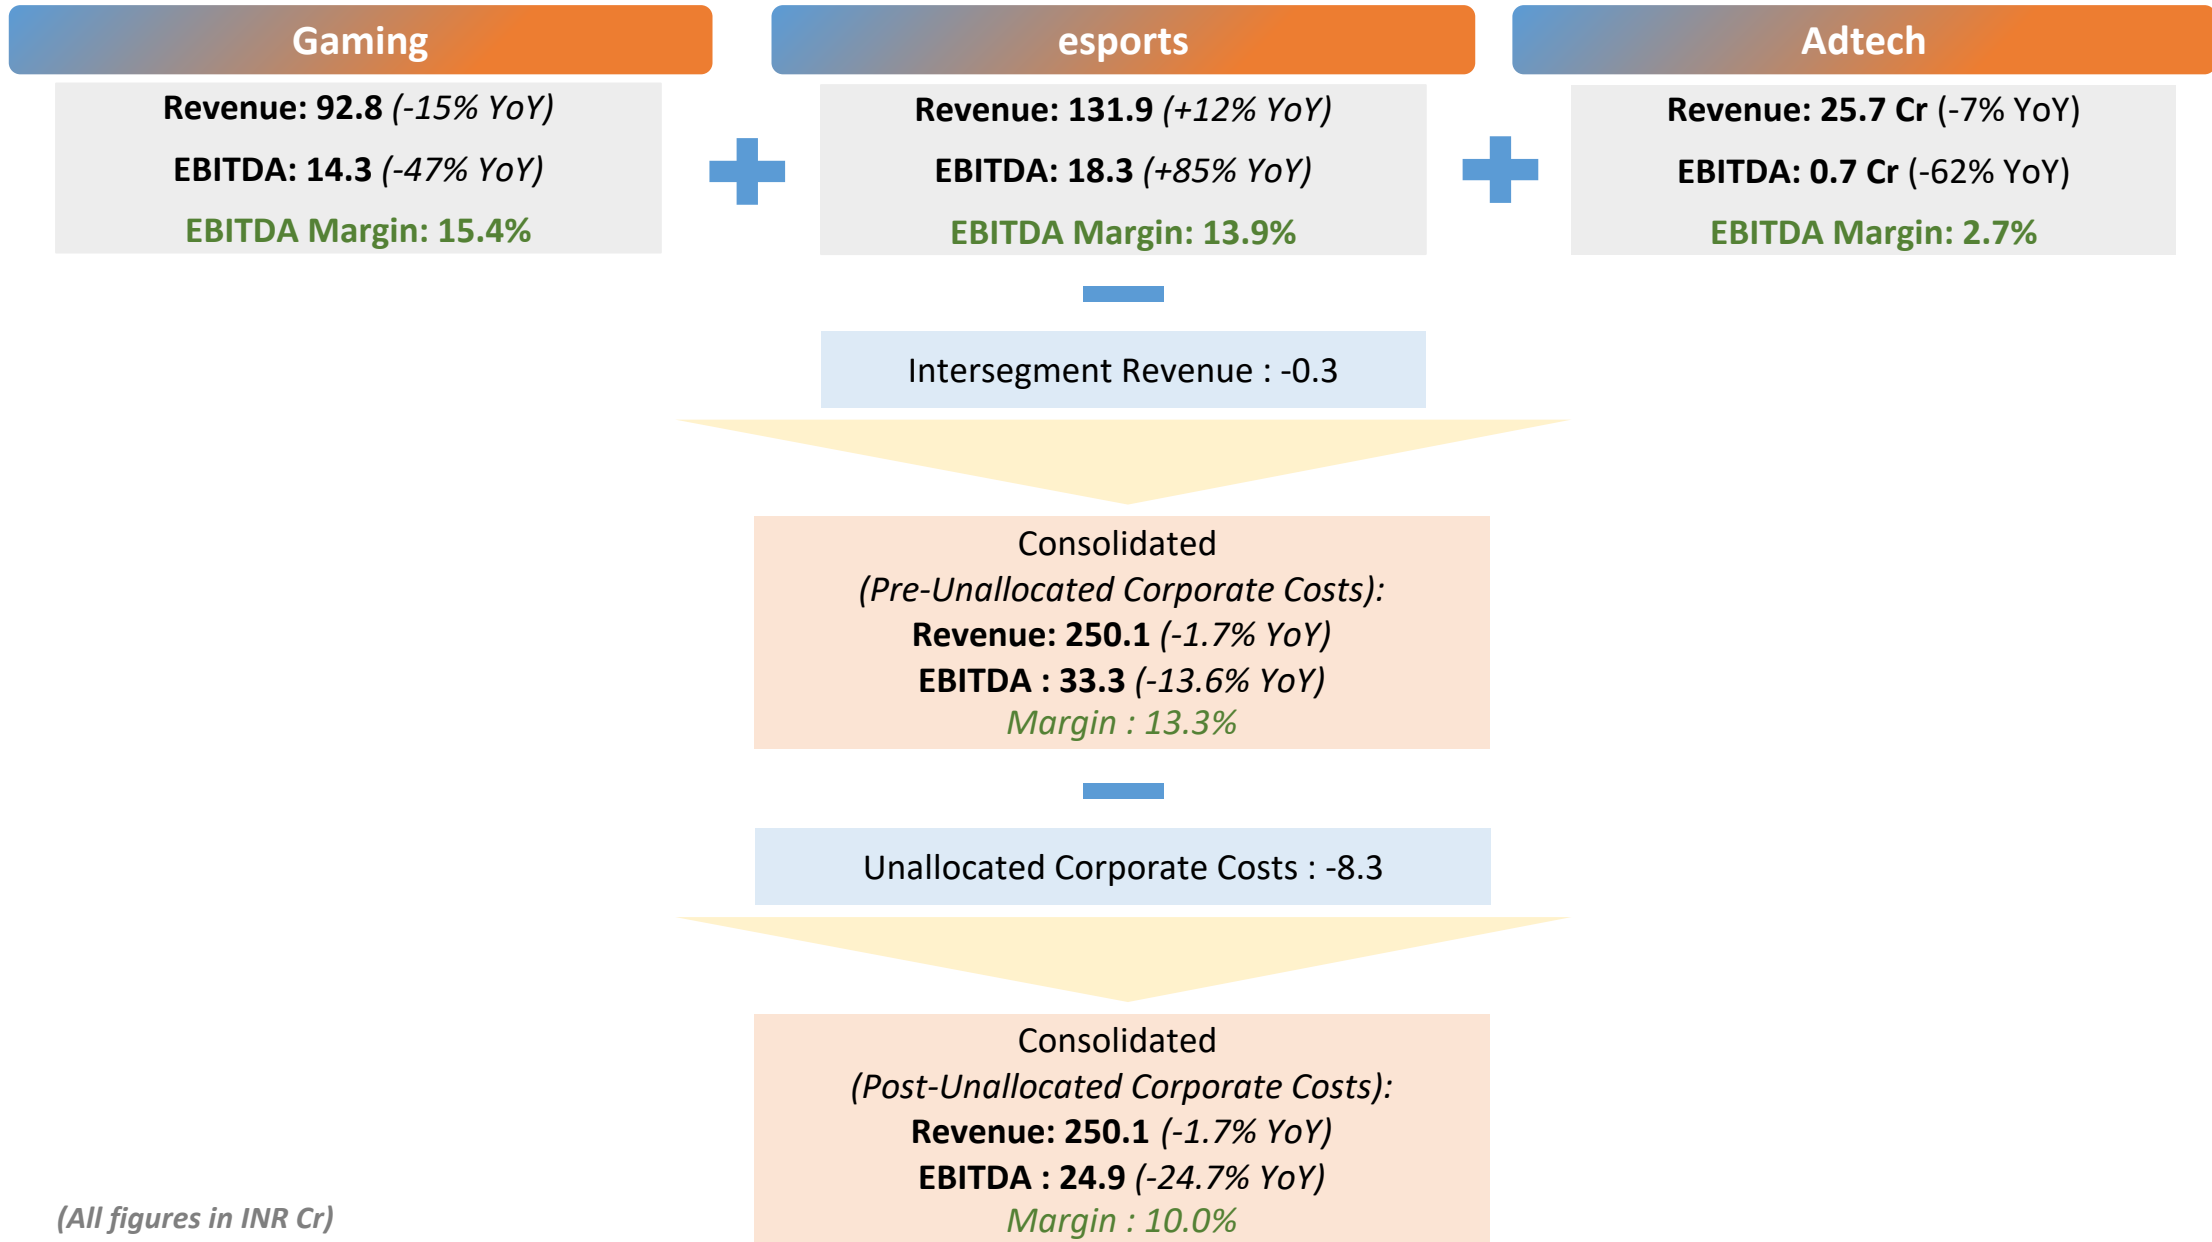 Gaming
Revenue: 92.8 (-15% YoY)
EBITDA: 14.3 (-47% YoY)
EBITDA Margin: 15.4%
esports
Revenue: 131.9 (+12% YoY)
EBITDA: 18.3 (+85% YoY)
EBITDA Margin: 13.9%
Adtech
Revenue: 25.7 Cr (-7% YoY)
EBITDA: 0.7 Cr (-62% YoY)
EBITDA Margin: 2.7%
Intersegment Revenue : -0.3
Consolidated
(Pre-Unallocated Corporate Costs):
Revenue: 250.1 (-1.7% YoY)
EBITDA : 33.3 (-13.6% YoY)
Margin : 13.3%
Unallocated Corporate Costs : -8.3
Consolidated
(Post-Unallocated Corporate Costs):
Revenue: 250.1 (-1.7% YoY)
EBITDA : 24.9 (-24.7% YoY)
Margin : 10.0%
(All figures in INR Cr)